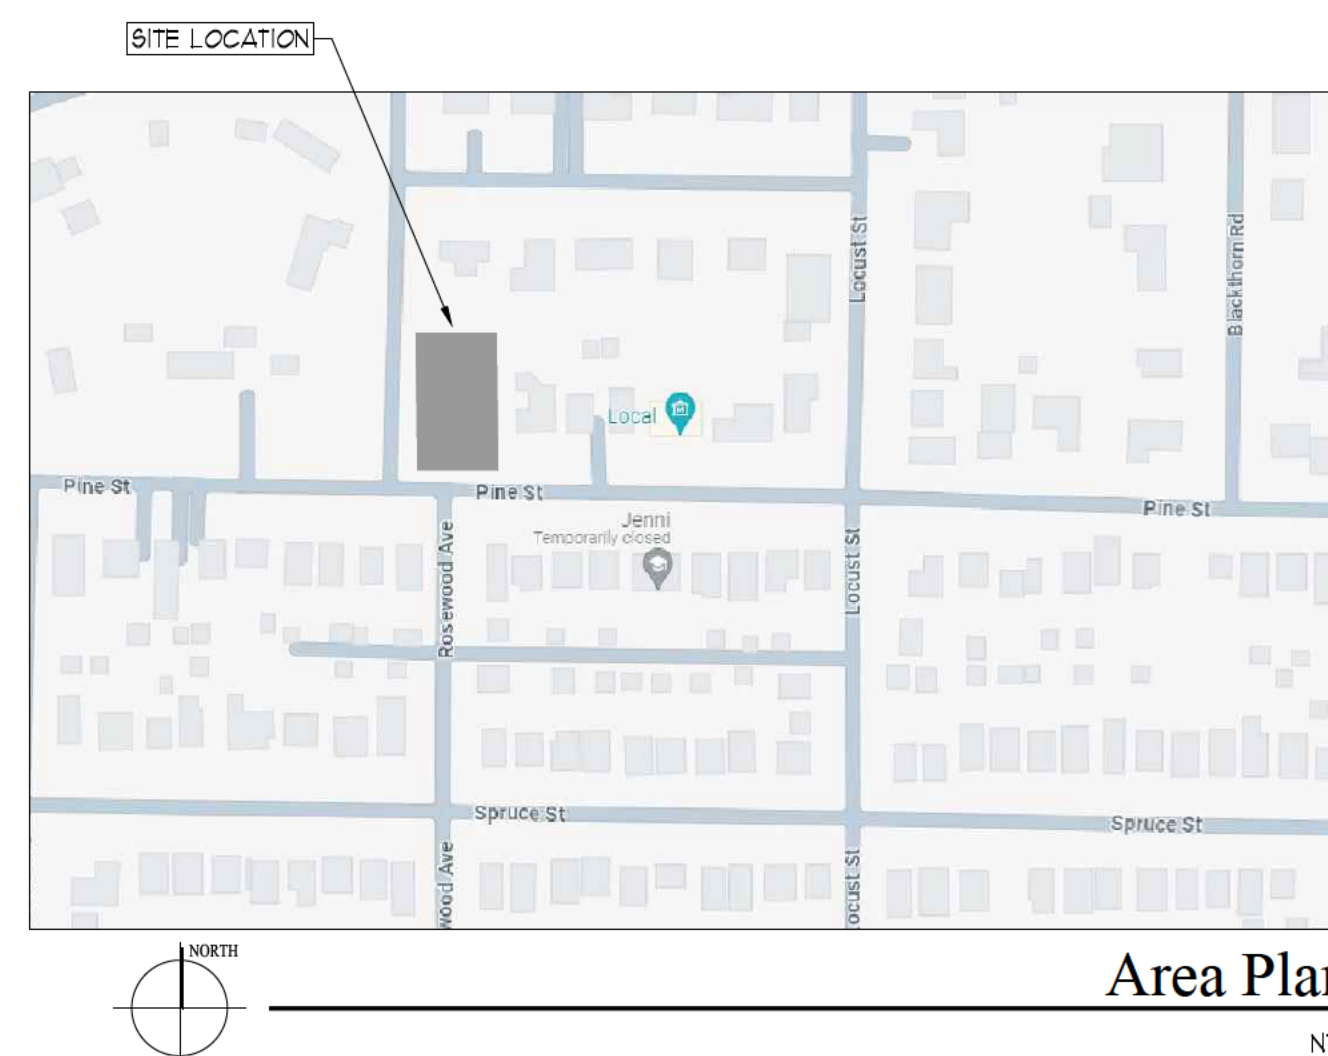 SITE LOCATION
Locust St
Blackthorn Rd
Local
Pine St
Pine St
Pine St
Jenni
Temporarily closed
Rosewood Ave
Locust St
Spruce St
Spruce St
wood Ave
ocust St
NORTH
Area Plan